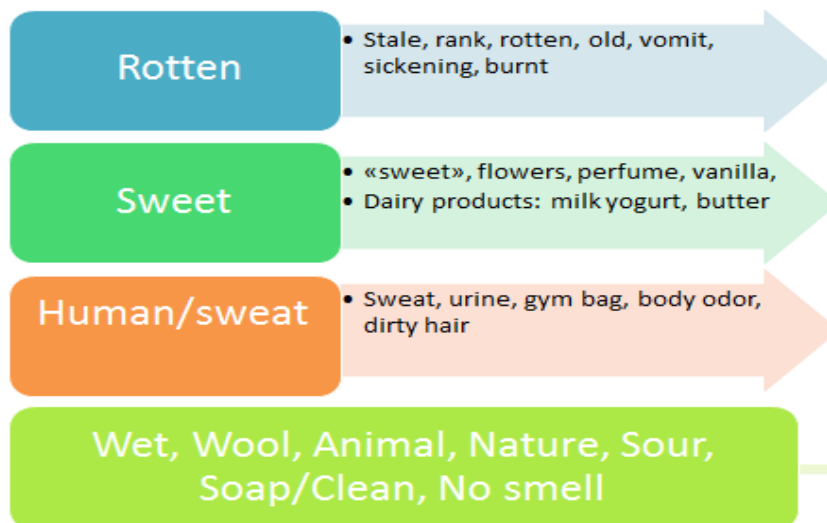 Rotten
• Stale, rank, rotten, old, vomit,
sickening, burnt
Sweet
• «sweet», flowers, perfume, vanilla,
• Dairy products: milk yogurt, butter
Human/sweat
• Sweat, urine, gym bag, body odor,
dirty hair
Wet, Wool, Animal, Nature, Sour,
Soap/Clean, No smell